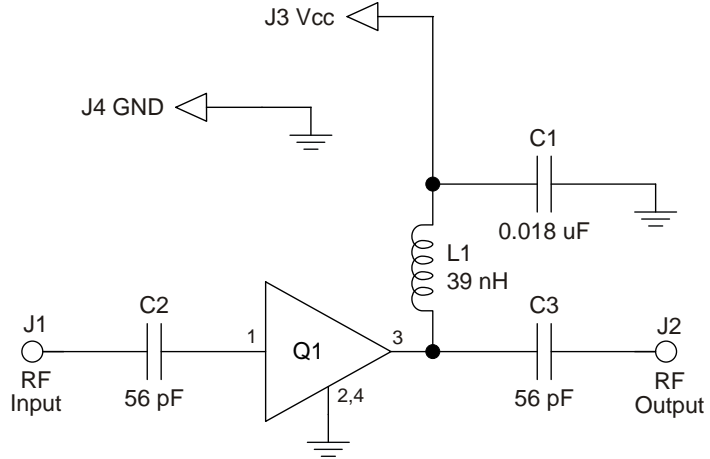 J3 Vcc
J4 GND
C1
0.018 uF
L1
39 nH
C2
C3
J1
J2
1
Q1
3
RF
Input
56 pF
2,4
56 pF
RF
Output